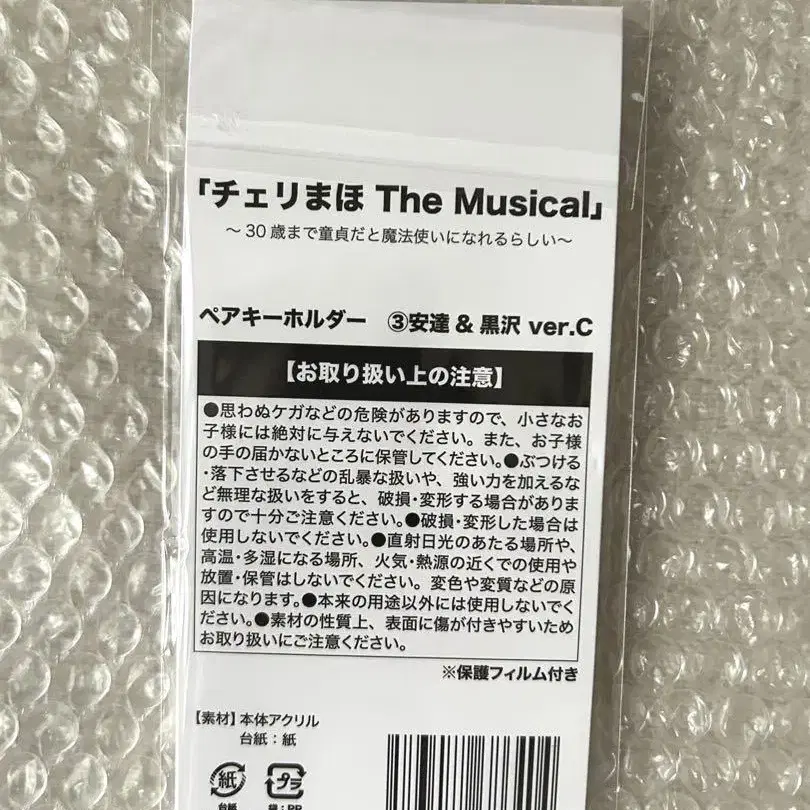 「チェリまほ The Musical」
～30歳まで童貞だと魔法使いになれるらしい～
ペアキーホルダー ③安達 & 黒沢 ver.C
【お取り扱い上の注意】
●思わぬケガなどの危険がありますので、小さなお
子様には絶対に与えないでください。また、お子様
の手の届かないところに保管してください。●ぶつける
・落下させるなどの乱暴な扱いや、強い力を加えるな
ど無理な扱いをすると、破損・変形する場合がありま
すので十分ご注意ください。●破損・変形した場合は
使用しないでください。●直射日光のあたる場所や、
高温・多湿になる場所、火気・熱源の近くでの使用や
放置・保管はしないでください。変色や変質などの原
因になります。●本来の用途以外には使用しないでく
ださい。●素材の性質上、表面に傷が付きやすいため
お取り扱いにご注意ください。
※保護フィルム付き
【素材】本体アクリル
台紙：紙
紙 プラ
台紙 袋:PP